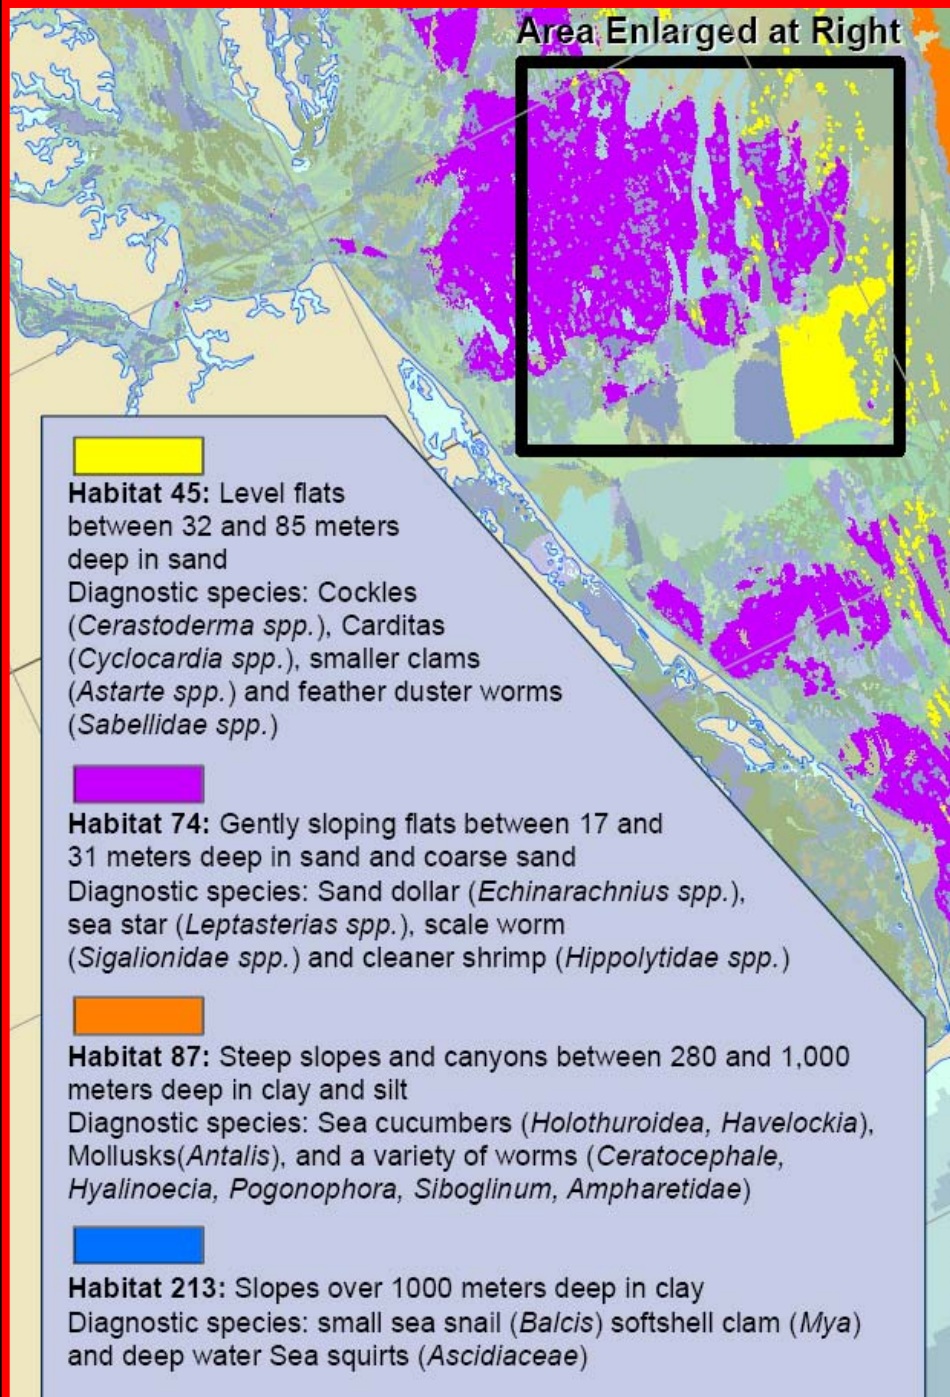 Area Enlarged at Right
Habitat 45: Level flats
between 32 and 85 meters
deep in sand
Diagnostic species: Cockles
(Cerastoderma spp.), Carditas
(Cyclocardia spp.), smaller clams
(Astarte spp.) and feather duster worms
(Sabellidae spp.)
Habitat 74: Gently sloping flats between 17 and
31 meters deep in sand and coarse sand
Diagnostic species: Sand dollar (Echinarachnius spp.),
sea star (Leptasterias spp.), scale worm
(Sigalionidae spp.) and cleaner shrimp (Hippolytidae spp.)
Habitat 87: Steep slopes and canyons between 280 and 1,000
meters deep in clay and silt
Diagnostic species: Sea cucumbers (Holothuroidea, Havelockia),
Mollusks(Antalis), and a variety of worms (Ceratocephale,
Hyalinoecia, Pogonophora, Siboglinum, Ampharetidae)
Habitat 213: Slopes over 1000 meters deep in clay
Diagnostic species: small sea snail (Balcis) softshell clam (Mya)
and deep water Sea squirts (Ascidiaceae)